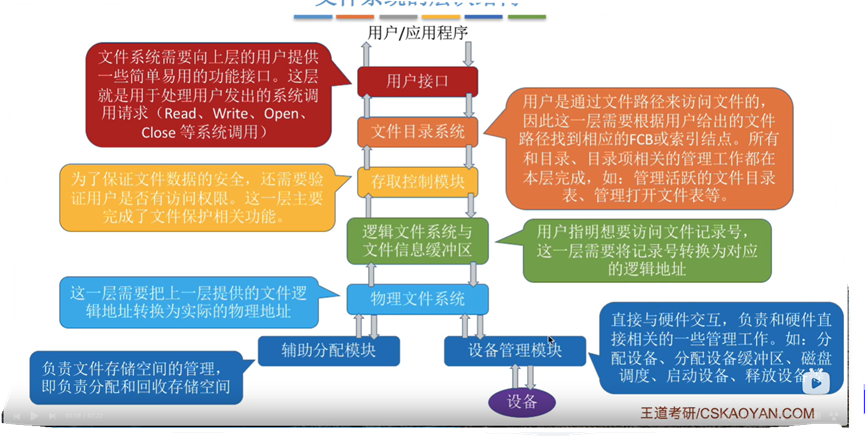 文件系统的层次结构
用户/应用程序
文件系统需要向上层的用户提供
一些简单易用的功能接口。这层
就是用于处理用户发出的系统调
用请求（Read、Write、Open、
Close 等系统调用）
用户接口
文件目录系统
用户是通过文件路径来访问文件的，
因此这一层需要根据用户给出的文件
路径找到相应的FCB或索引结点。所有
和目录、目录项相关的管理工作都在
本层完成，如：管理活跃的文件目录
表、管理打开文件表等。
为了保证文件数据的安全，还需要验
证用户是否有访问权限。这一层主要
完成了文件保护相关功能。
存取控制模块
逻辑文件系统与
文件信息缓冲区
用户指明想要访问文件记录号，
这一层需要将记录号转换为对应
的逻辑地址
这一层需要把上一层提供的文件逻
辑地址转换为实际的物理地址
物理文件系统
辅助分配模块
设备管理模块
直接与硬件交互，负责和硬件直
接相关的一些管理工作。如：分
配设备、分配设备缓冲区、磁盘
调度、启动设备、释放设备等
负责文件存储空间的管理，
即负责分配和回收存储空间
设备
王道考研/CSKAOYAN.COM